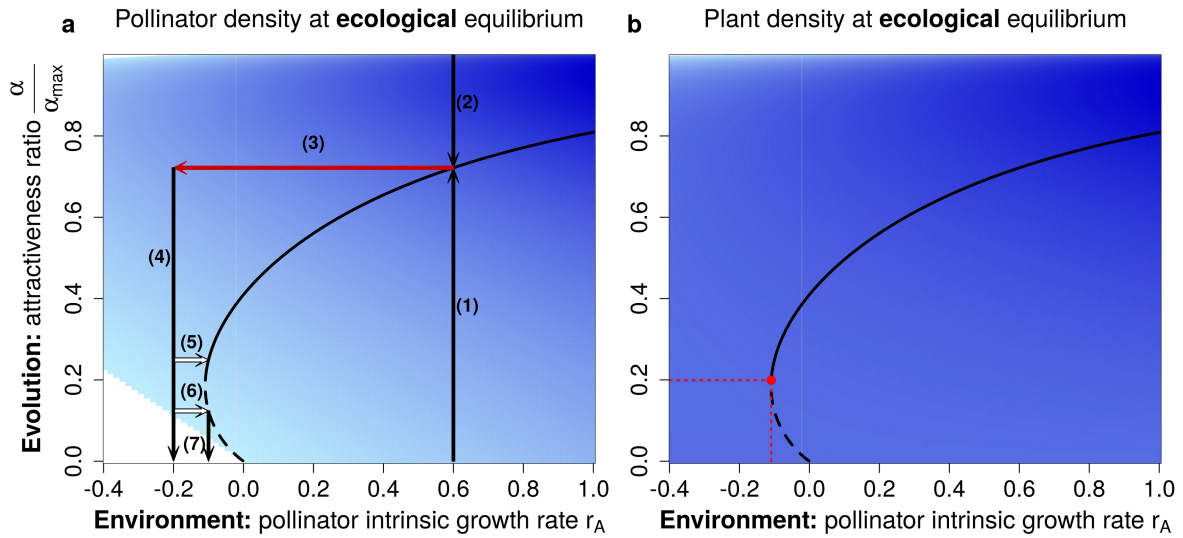 a Pollinator density at ecological equilibrium
b Plant density at ecological equilibrium
Evolution: attractiveness ratio α/αmax
0.0 0.2 0.4 0.6 0.8
(1)
(2)
(3)
(4)
(5)
(6)
(7)
-0.4 -0.2 0.0 0.2 0.4 0.6 0.8 1.0
Environment: pollinator intrinsic growth rate rA
0.0 0.2 0.4 0.6 0.8
-0.4 -0.2 0.0 0.2 0.4 0.6 0.8 1.0
Environment: pollinator intrinsic growth rate rA